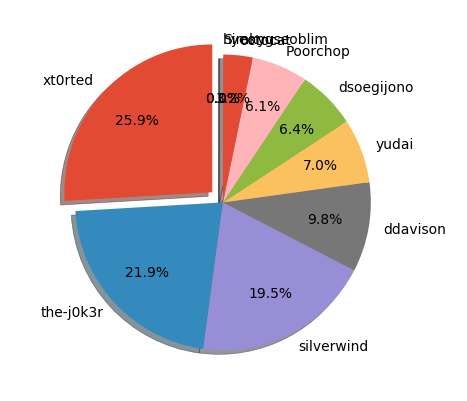 Poorchop
xt0rted
dsoegijono
6.1%
25.9%
6.4%
yudai
7.0%
9.8%
ddavison
21.9%
19.5%
the-j0k3r
silverwind